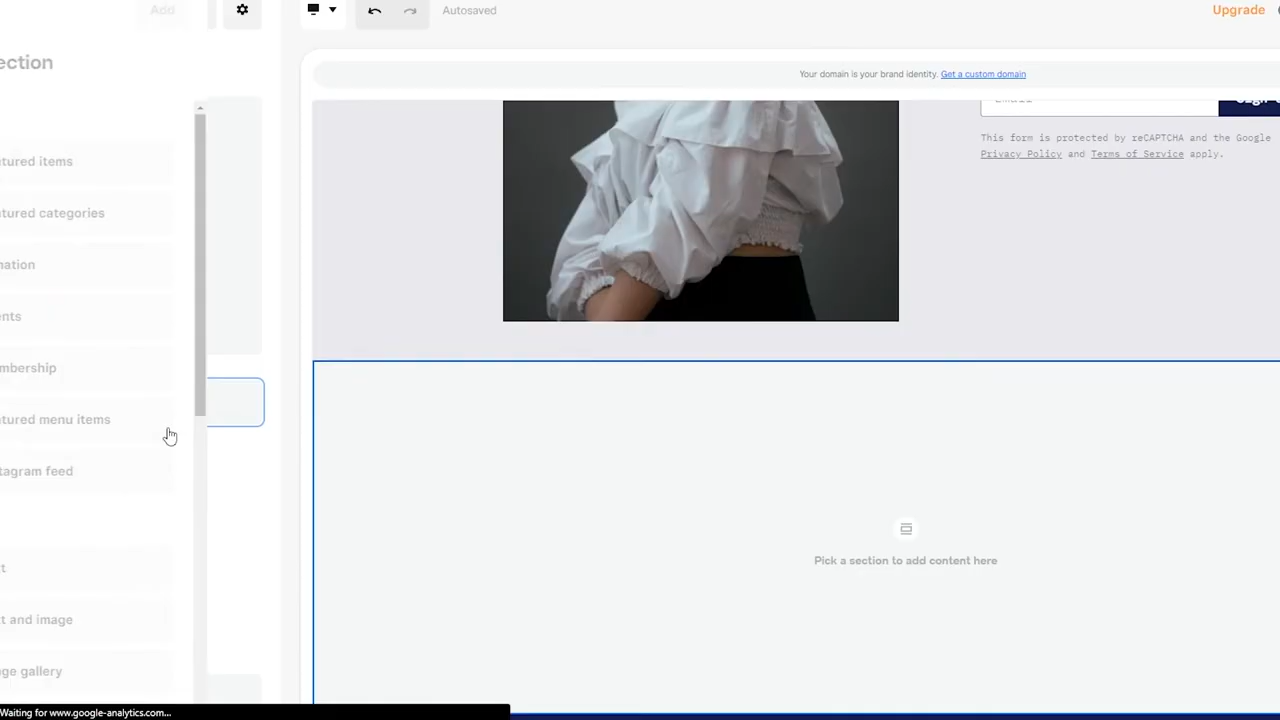 Add
Autosaved
Upgrade
ection
Your domain is your brand identity. Get a custom domain
This form is protected by reCAPTCHA and the Google
Privacy Policy and Terms of Service apply.
tured items
tured categories
nation
ents
mbership
tured menu items
tagram feed
Pick a section to add content here
t
t and image
ge gallery
Waiting for www.google-analytics.com...